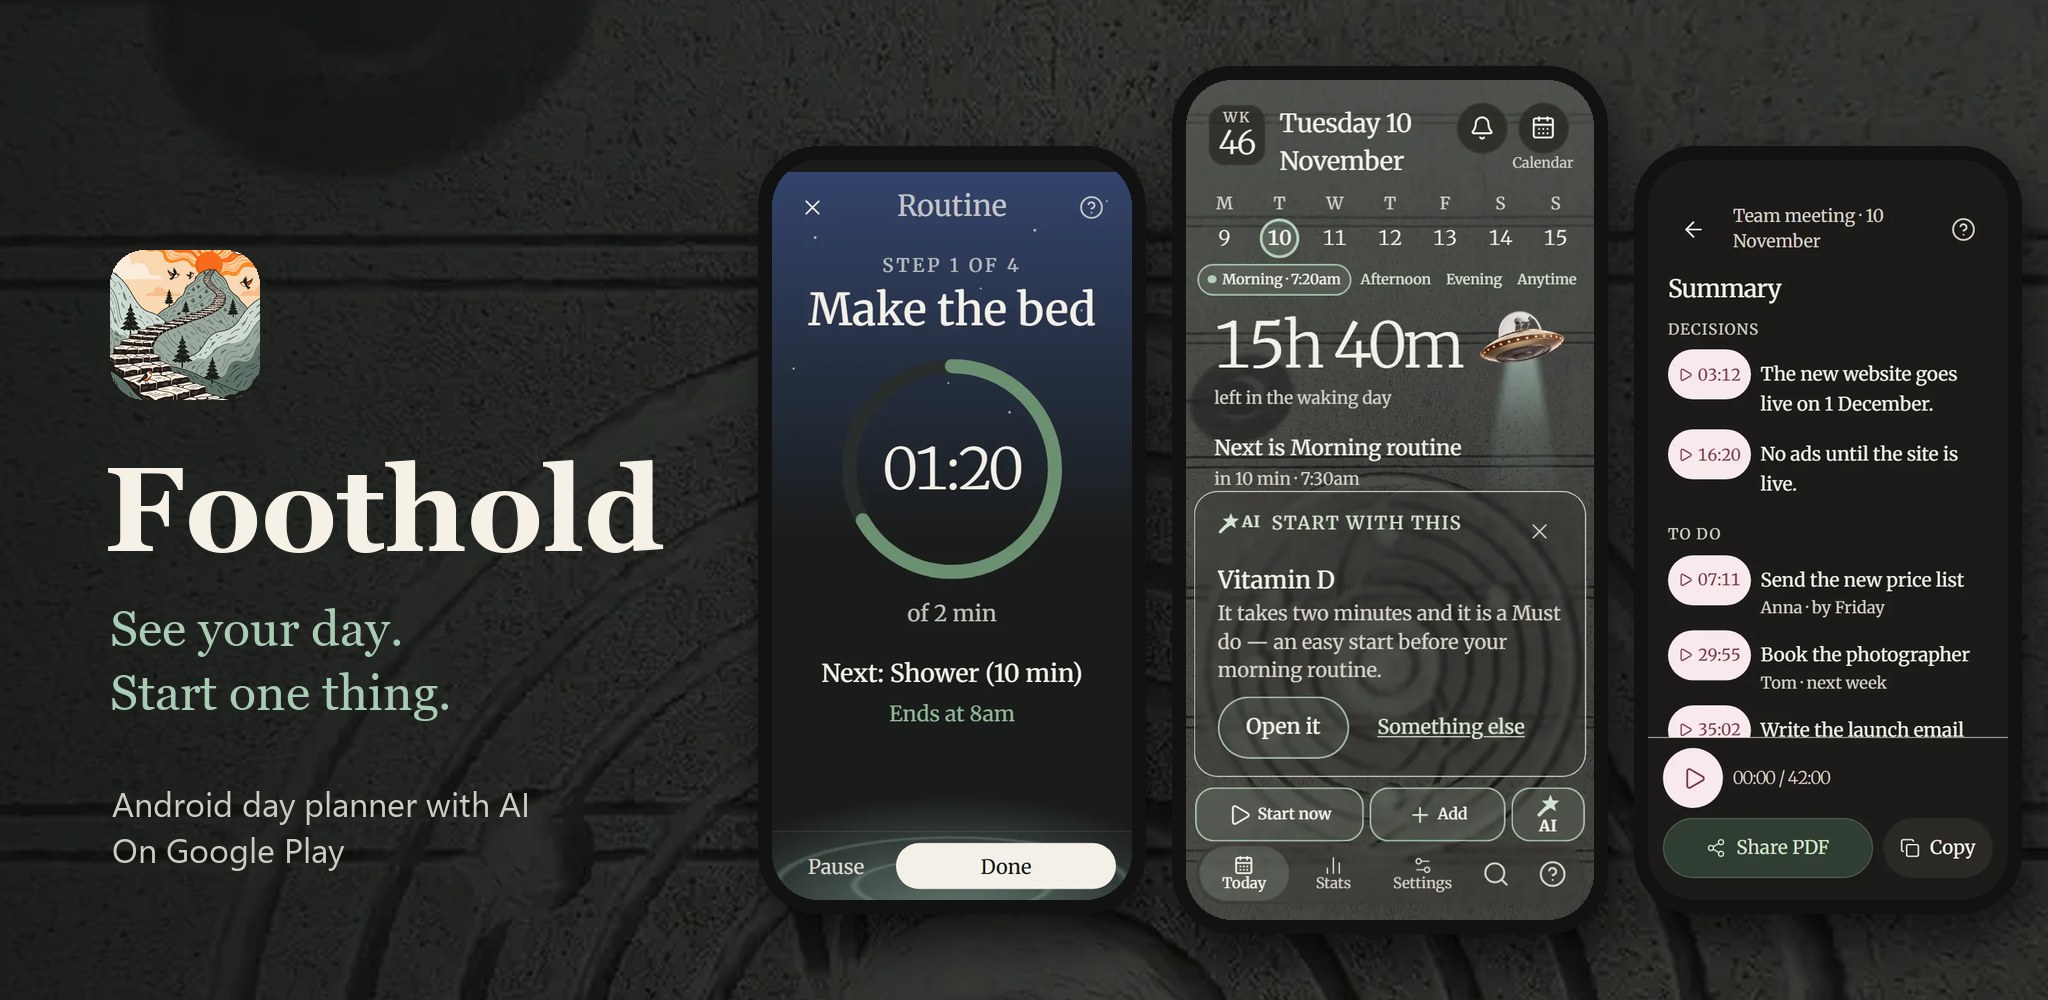 Foothold
See your day.
Start one thing.
Android day planner with AI
On Google Play
Routine
STEP 1 OF 4
Make the bed
01:20
of 2 min
Next: Shower (10 min)
Ends at 8am
Pause
Done
WK
46
Tuesday 10
November
Calendar
M T W T F S S
9 10 11 12 13 14 15
Morning · 7:20am Afternoon Evening Anytime
15h 40m
left in the waking day
Next is Morning routine
in 10 min · 7:30am
AI START WITH THIS
Vitamin D
It takes two minutes and it is a Must
do — an easy start before your
morning routine.
Open it
Something else
Start now
Add
AI
Today
Stats
Settings
Team meeting · 10
November
Summary
DECISIONS
03:12 The new website goes
live on 1 December.
16:20 No ads until the site is
live.
TO DO
07:11 Send the new price list
Anna · by Friday
29:55 Book the photographer
Tom · next week
35:02 Write the launch email
00:00 / 42:00
Share PDF
Copy